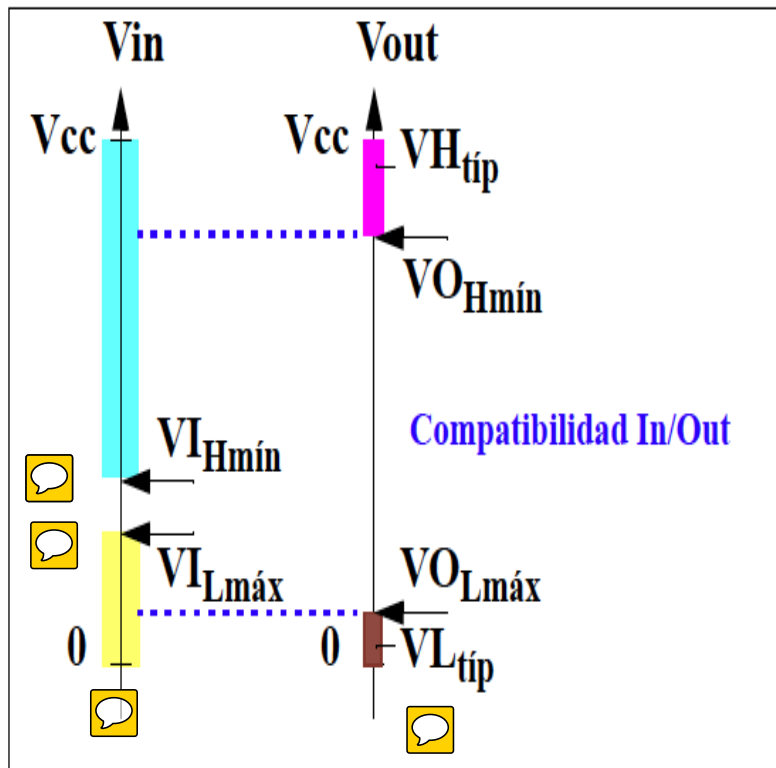 Vin Vout
Vcc Vcc VHtíp
VOHmín
Compatibilidad In/Out
VIHmín
VILmáx VOLmáx
0 0 VLtíp